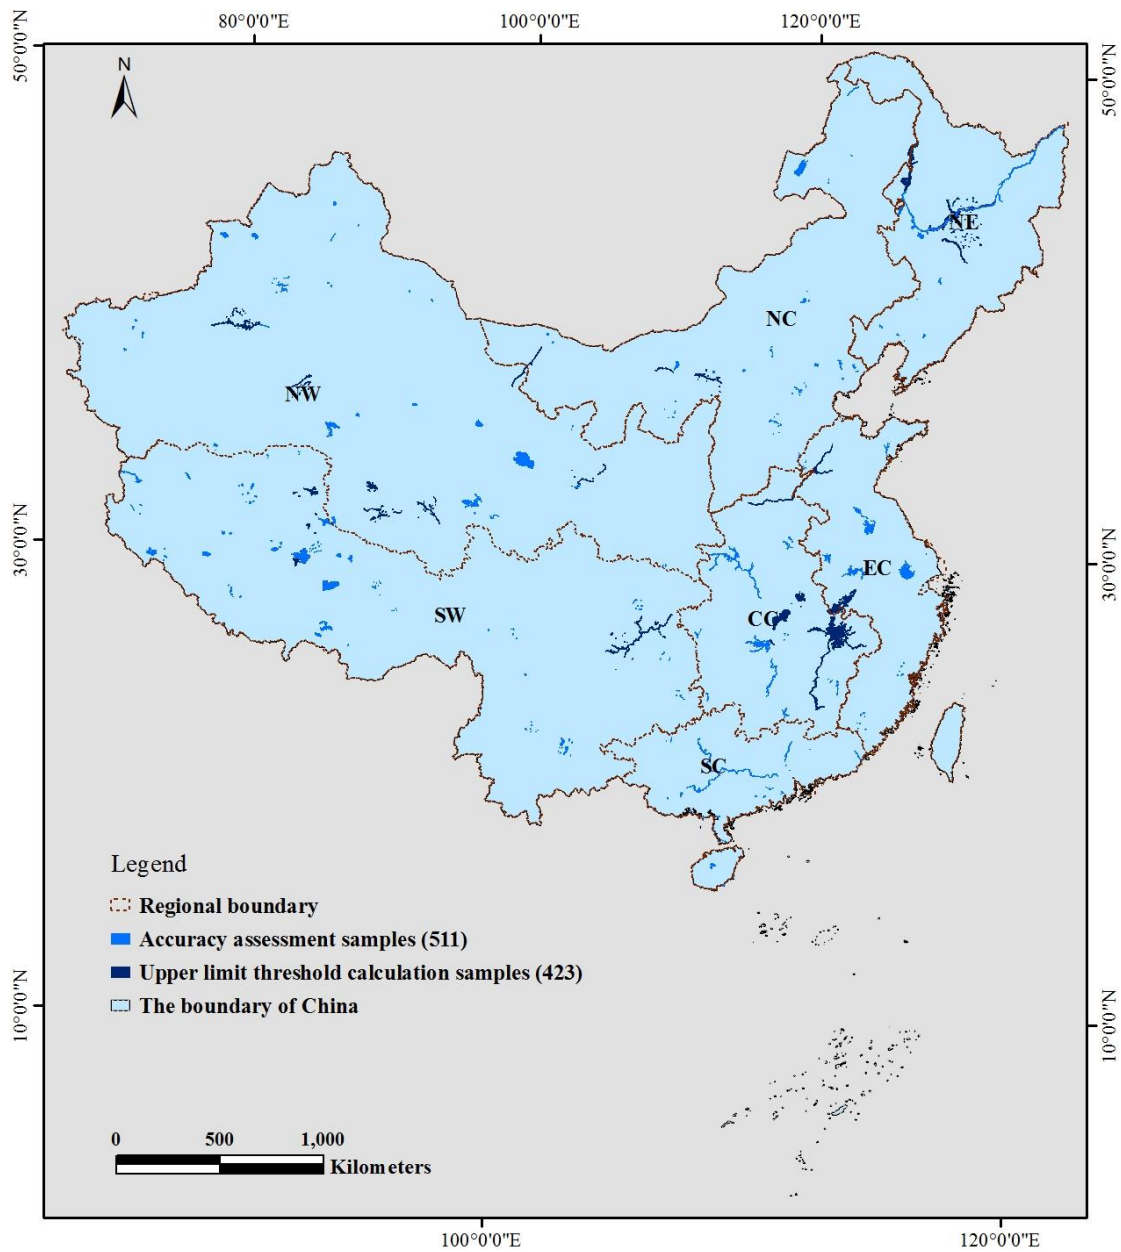 80°0'0"E 100°0'0"E 120°0'0"E
50°0'0"N
50°0'0"N
N
NE
NC
NW
30°0'0"N
30°0'0"N
EC
SW
CC
SC
Legend
Regional boundary
Accuracy assessment samples (511)
Upper limit threshold calculation samples (423)
The boundary of China
10°0'0"N
10°0'0"N
0 500 1,000
Kilometers
100°0'0"E 120°0'0"E